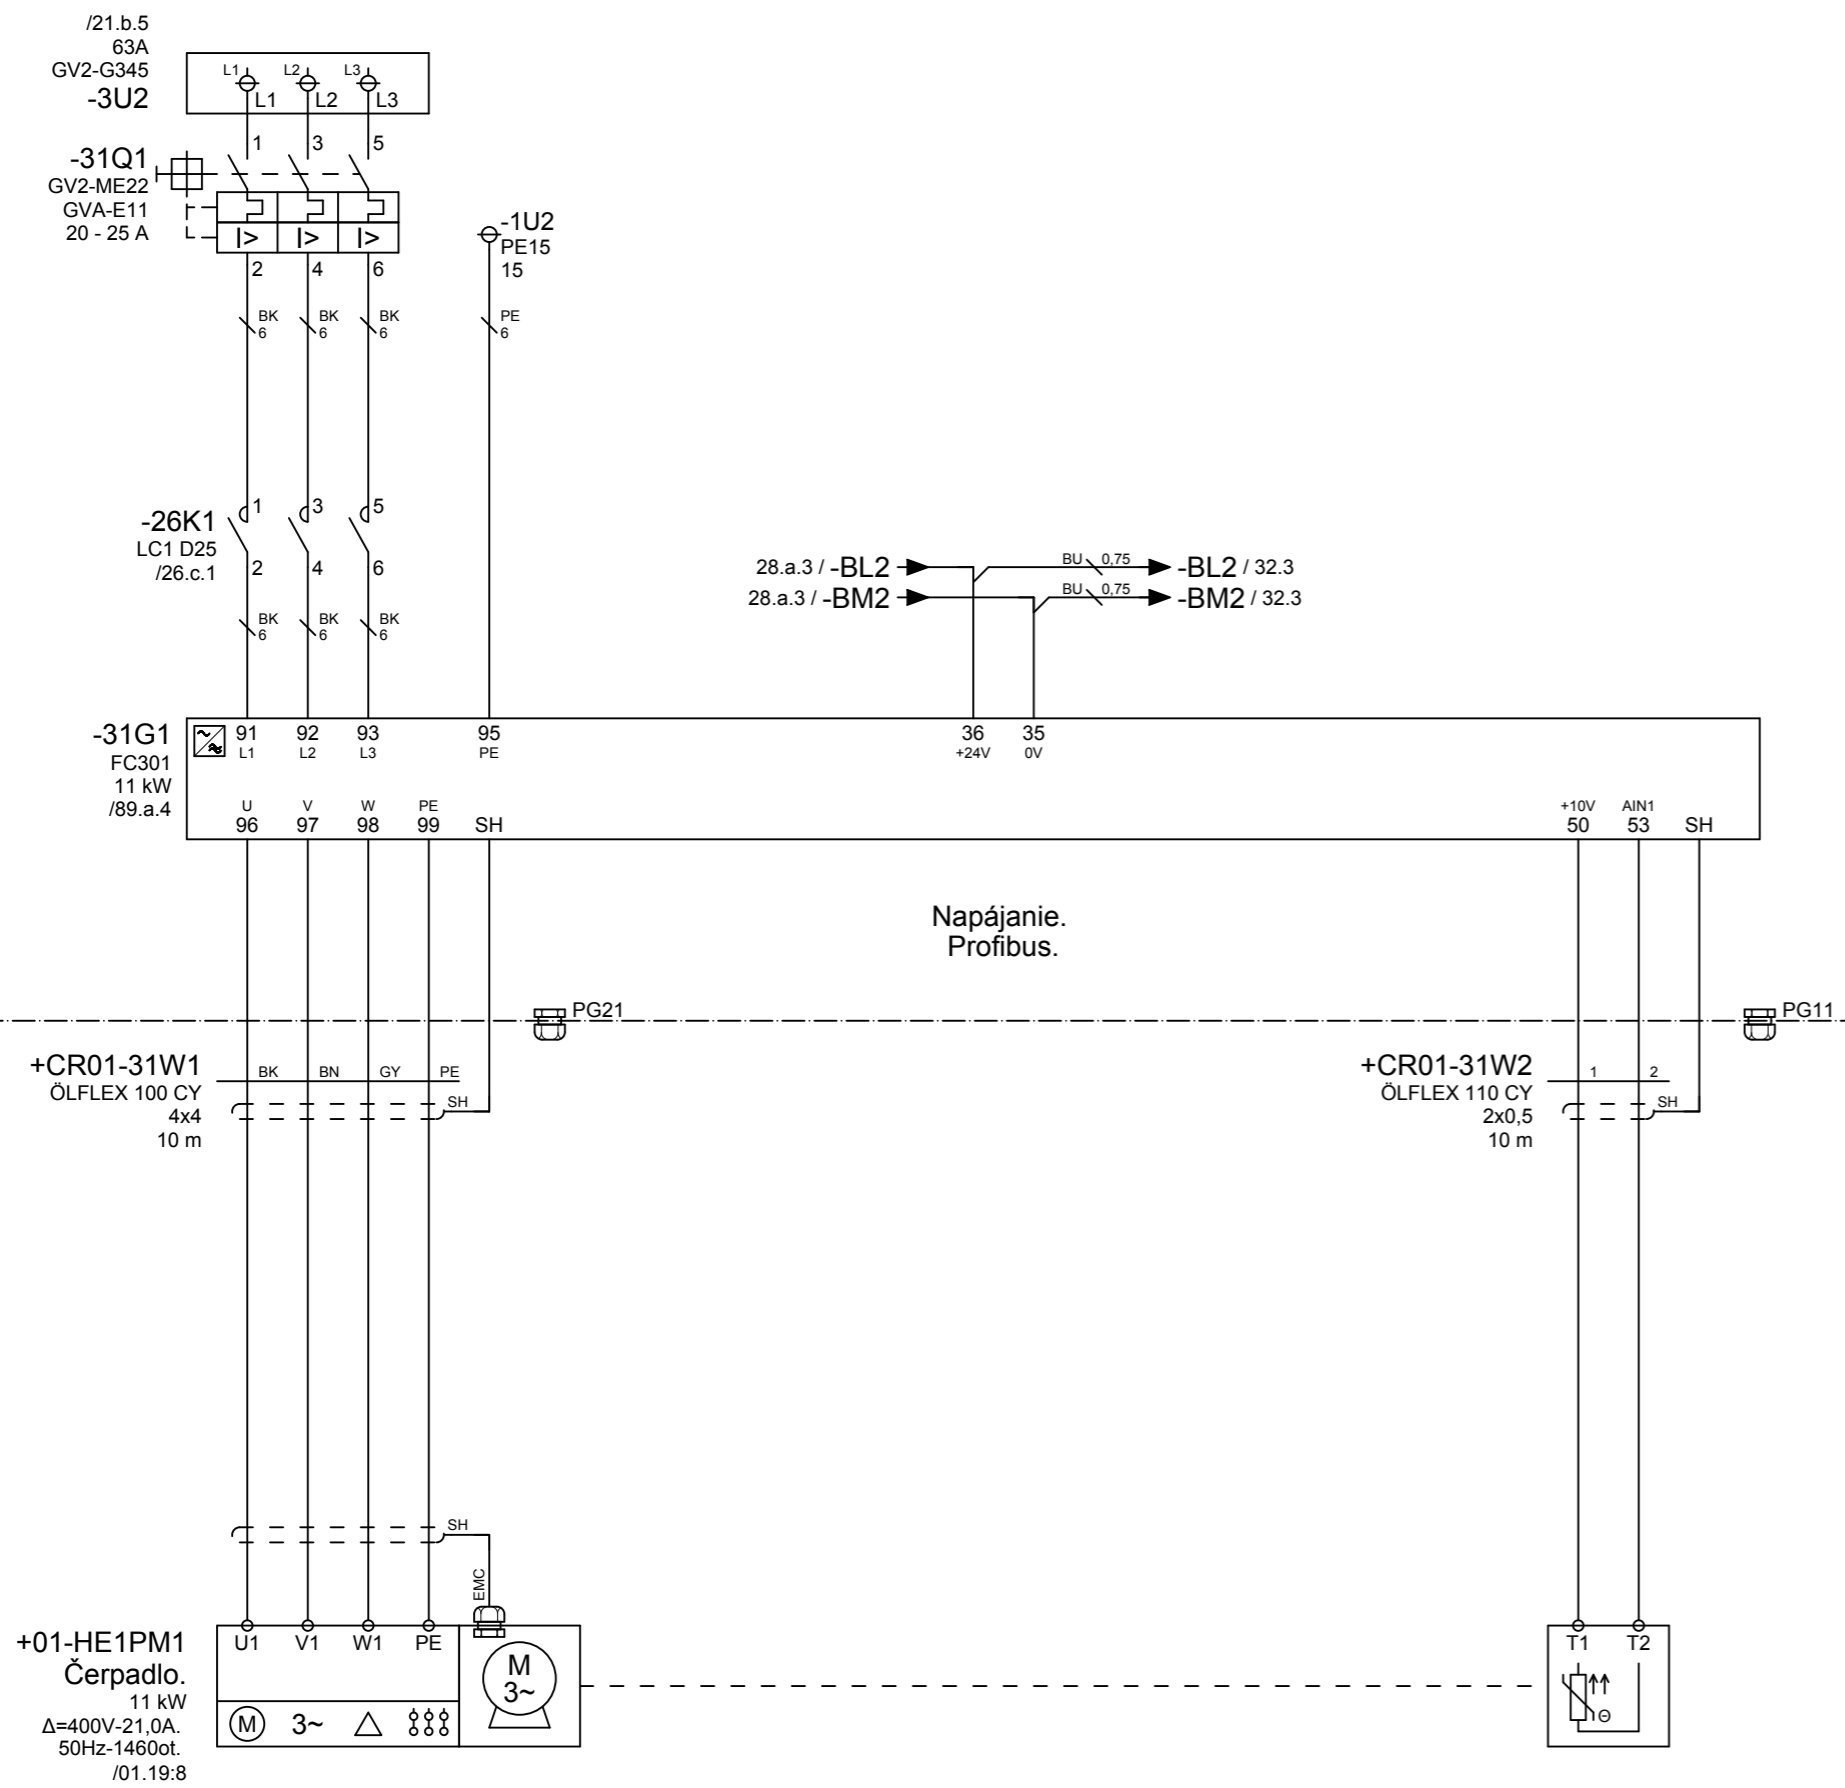 /21.b.5
63A
GV2-G345
-3U2
L1 L2 L3
L1 L2 L3
1 3 5
-31Q1
GV2-ME22
GVA-E11
20 - 25 A
I> I> I>
2 4 6
-1U2
PE15
15
BK BK BK PE
6 6 6 6
-26K1
LC1 D25
/26.c.1
1 3 5
2 4 6
28.a.3 / -BL2 BU 0,75 -BL2 / 32.3
28.a.3 / -BM2 BU 0,75 -BM2 / 32.3
BK BK BK
6 6 6
-31G1
FC301
11 kW
/89.a.4
91 92 93 95 36 35
L1 L2 L3 PE +24V 0V
U V W PE +10V AIN1
96 97 98 99 SH 50 53 SH
Napájanie.
Profibus.
PG21 PG11
+CR01-31W1
ÖLFLEX 100 CY
4x4
10 m
BK BN GY PE
SH
+CR01-31W2
ÖLFLEX 110 CY
2x0,5
10 m
1 2
SH
SH
EMC
+01-HE1PM1
Čerpadlo.
11 kW
Δ=400V-21,0A.
50Hz-1460ot.
/01.19:8
U1 V1 W1 PE
M
3~
M 3~
T1 T2
Θ